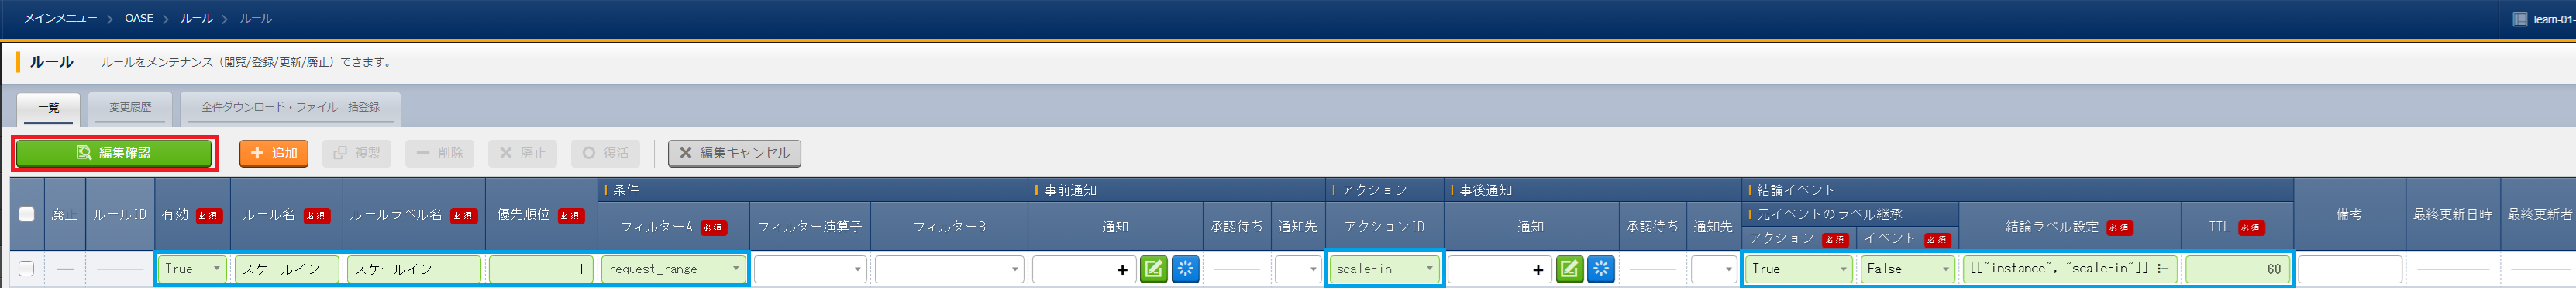 メインメニュー > OASE > ルール > ルール
learn-01-
ルール ルールをメンテナンス（閲覧/登録/更新/廃止）できます。
一覧 変更履歴 全件ダウンロード・ファイル一括登録
編集確認 追加 複製 削除 廃止 復活 編集キャンセル
条件 事前通知 アクション 事後通知 結論イベント
廃止 ルールID 有効 必須 ルール名 必須 ルールラベル名 必須 優先順位 必須 元イベントのラベル継承 備考 最終更新日時 最終更新者
フィルターA 必須 フィルター演算子 フィルターB 通知 承認待ち 通知先 アクションID 通知 承認待ち 通知先 結論ラベル設定 必須 TTL 必須
アクション 必須 イベント 必須
True スケールイン スケールイン 1 request_range scale-in True False [["instance", "scale-in"]] 60